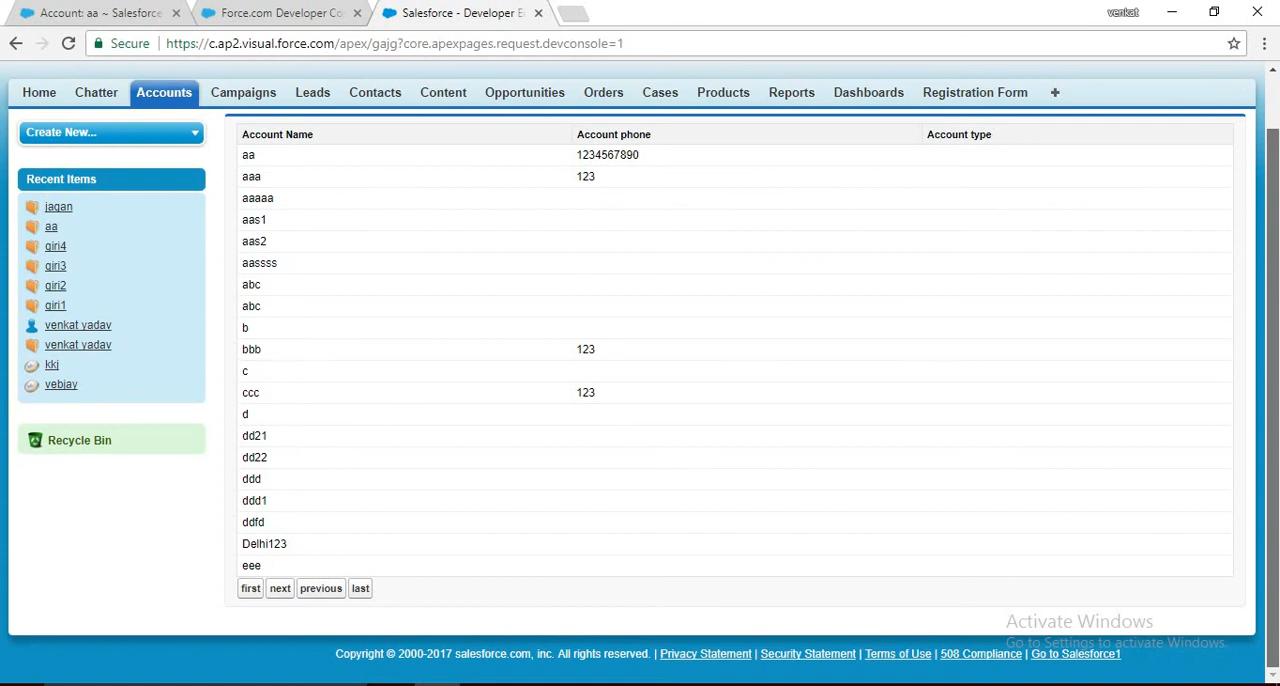 Account: aa ~ Salesforce
Force.com Developer Co
Salesforce - Developer E
venkat
Secure
https://c.ap2.visual.force.com/apex/gajg?core.apexpages.request.devconsole=1
Home Chatter Accounts Campaigns Leads Contacts Content Opportunities Orders Cases Products Reports Dashboards Registration Form +
Create New...
Recent Items
jagan
aa
giri4
giri3
giri2
giri1
venkat yadav
venkat yadav
kkj
vebjav
Recycle Bin
Account Name Account phone Account type
aa 1234567890
aaa 123
aaaaa
aas1
aas2
aassss
abc
abc
b
bbb 123
c
ccc 123
d
dd21
dd22
ddd
ddd1
ddfd
Delhi123
eee
first next previous last
Activate Windows
Go to Settings to activate Windows.
Copyright © 2000-2017 salesforce.com, inc. All rights reserved. | Privacy Statement | Security Statement | Terms of Use | 508 Compliance | Go to Salesforce1